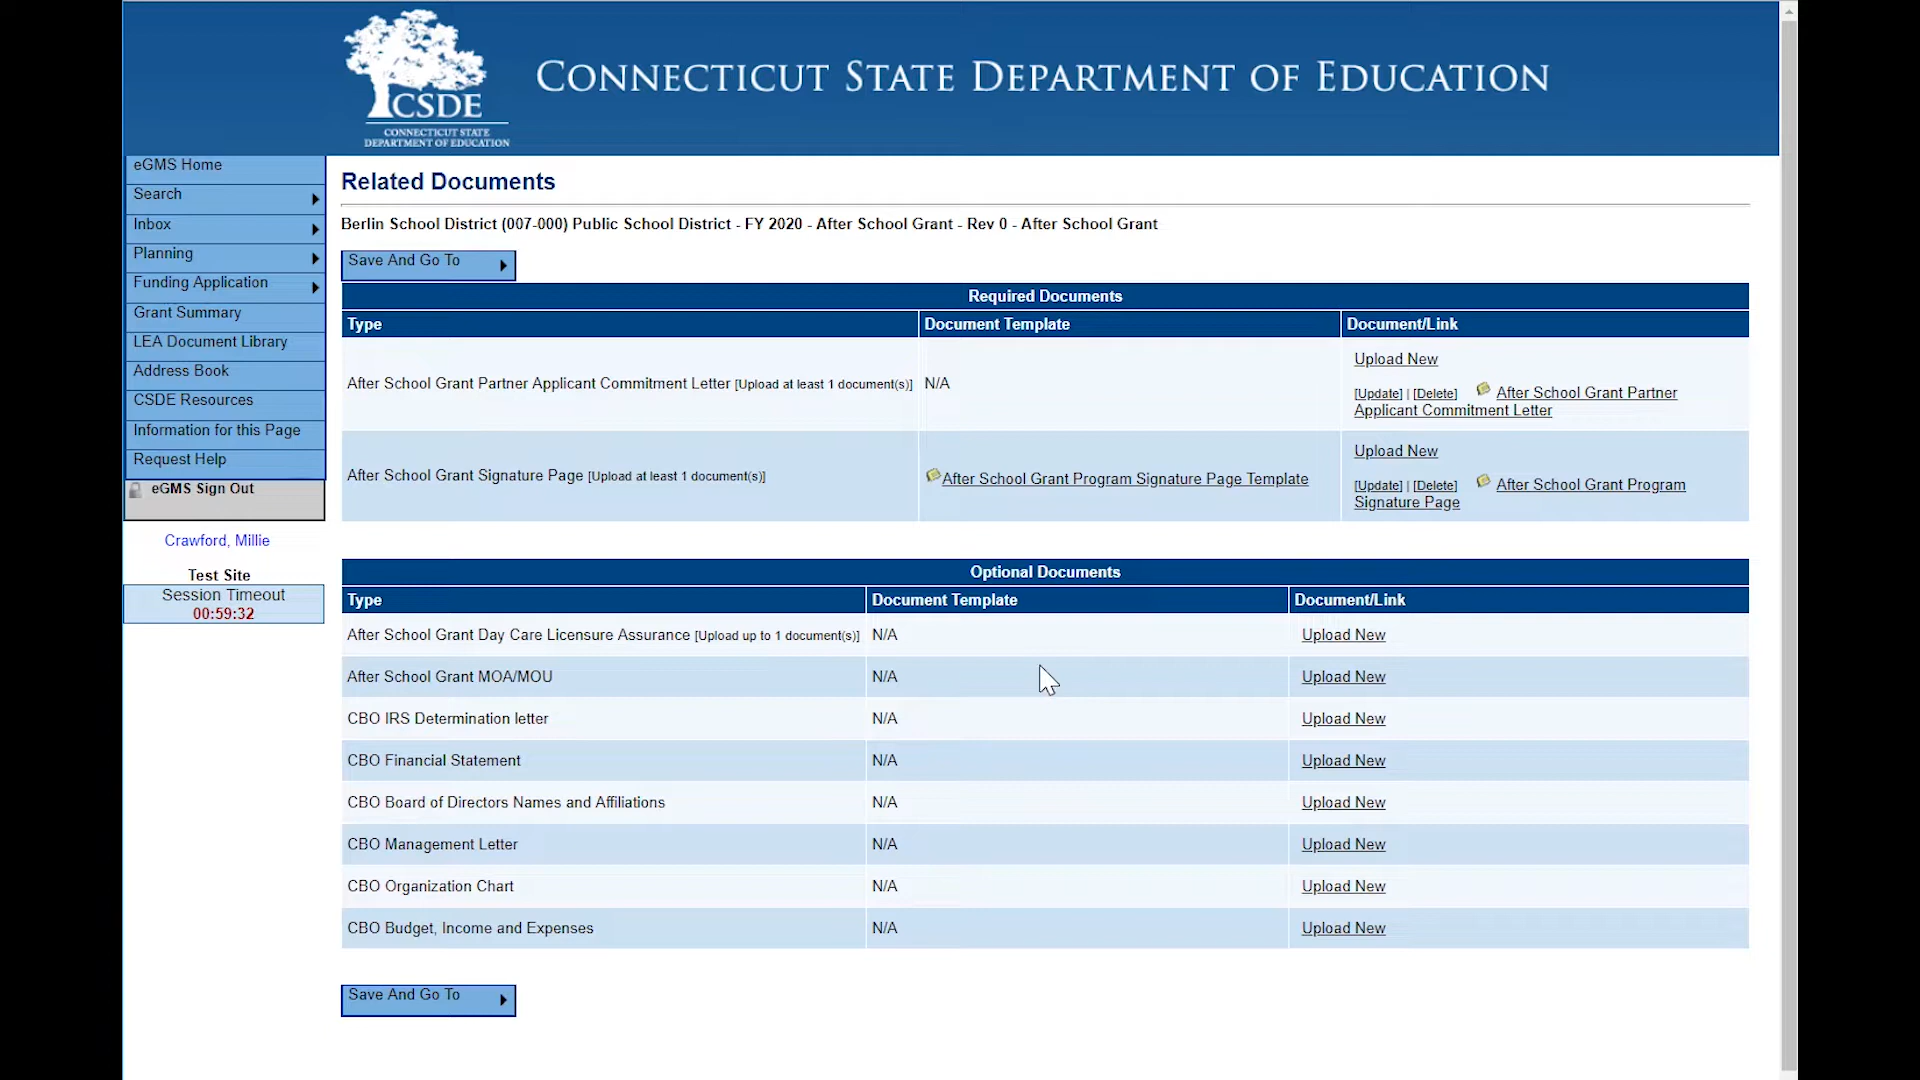 CSDE
CONNECTICUT STATE
DEPARTMENT OF EDUCATION
CONNECTICUT STATE DEPARTMENT OF EDUCATION
eGMS Home
Search
Inbox
Planning
Funding Application
Grant Summary
LEA Document Library
Address Book
CSDE Resources
Information for this Page
Request Help
eGMS Sign Out
Crawford, Millie
Test Site
Session Timeout
00:59:32
Related Documents
Berlin School District (007-000) Public School District - FY 2020 - After School Grant - Rev 0 - After School Grant
Save And Go To
Required Documents
Type Document Template Document/Link
After School Grant Partner Applicant Commitment Letter [Upload at least 1 document(s)] N/A
Upload New
[Update] | [Delete] After School Grant Partner
Applicant Commitment Letter
After School Grant Signature Page [Upload at least 1 document(s)] After School Grant Program Signature Page Template
Upload New
[Update] | [Delete] After School Grant Program
Signature Page
Optional Documents
Type Document Template Document/Link
After School Grant Day Care Licensure Assurance [Upload up to 1 document(s)] N/A Upload New
After School Grant MOA/MOU N/A Upload New
CBO IRS Determination letter N/A Upload New
CBO Financial Statement N/A Upload New
CBO Board of Directors Names and Affiliations N/A Upload New
CBO Management Letter N/A Upload New
CBO Organization Chart N/A Upload New
CBO Budget, Income and Expenses N/A Upload New
Save And Go To